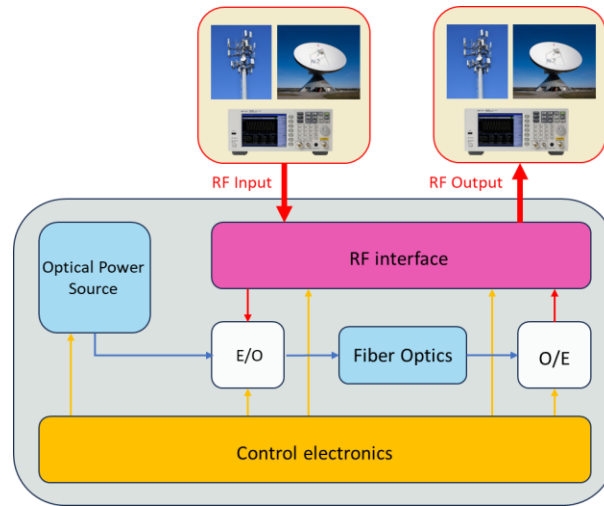 RF Input
RF Output
RF interface
Optical Power
Source
E/O
Fiber Optics
O/E
Control electronics